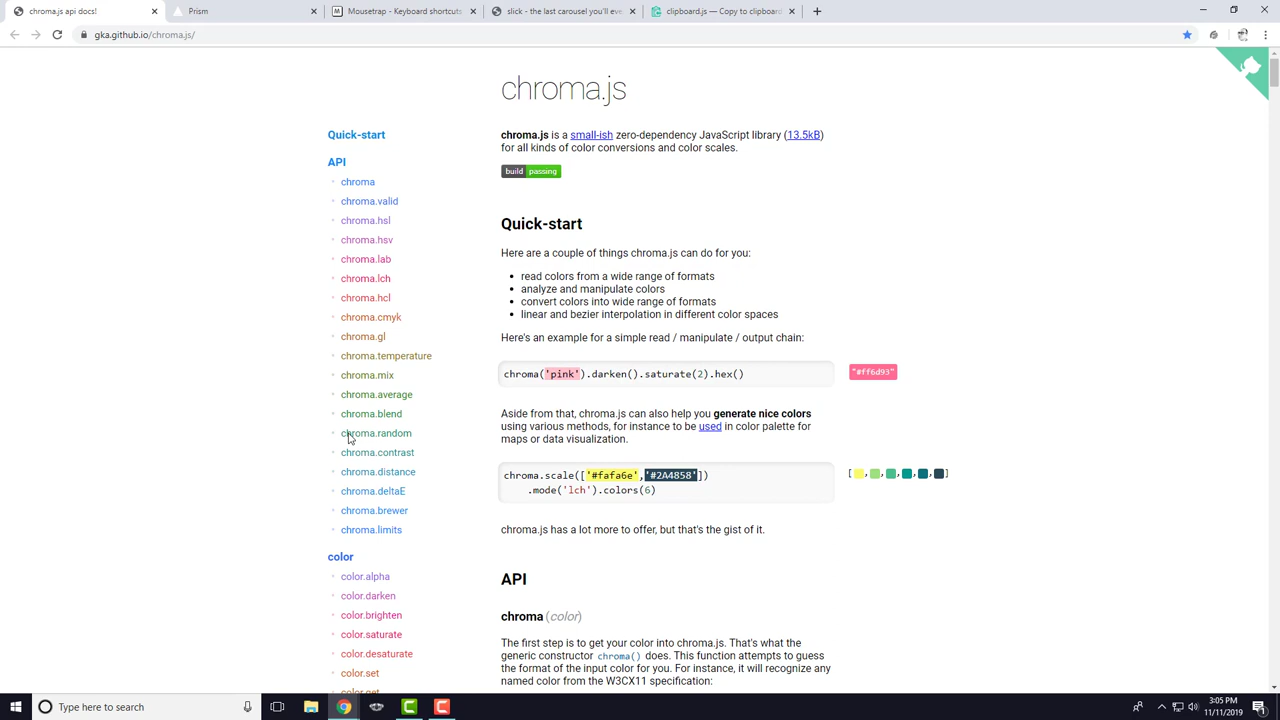 chroma.js api docs!
Prism
Mousetrap - Keyboard shortcuts
slick - the last carousel you'll eve
clipboard.js — Copy to clipboard
gka.github.io/chroma.js/
chroma.js
Quick-start
API
chroma
chroma.valid
chroma.hsl
chroma.hsv
chroma.lab
chroma.lch
chroma.hcl
chroma.cmyk
chroma.gl
chroma.temperature
chroma.mix
chroma.average
chroma.blend
chroma.random
chroma.contrast
chroma.distance
chroma.deltaE
chroma.brewer
chroma.limits
color
color.alpha
color.darken
color.brighten
color.saturate
color.desaturate
color.set
color.get
chroma.js is a small-ish zero-dependency JavaScript library (13.5kB)
for all kinds of color conversions and color scales.
build passing
Quick-start
Here are a couple of things chroma.js can do for you:
• read colors from a wide range of formats
• analyze and manipulate colors
• convert colors into wide range of formats
• linear and bezier interpolation in different color spaces
Here's an example for a simple read / manipulate / output chain:
chroma('pink').darken().saturate(2).hex()
"#ff6d93"
Aside from that, chroma.js can also help you generate nice colors
using various methods, for instance to be used in color palette for
maps or data visualization.
chroma.scale(['#fafa6e','#2A4858'])
.mode('lch').colors(6)
[ , , , , , ]
chroma.js has a lot more to offer, but that's the gist of it.
API
chroma (color)
The first step is to get your color into chroma.js. That's what the
generic constructor chroma() does. This function attempts to guess
the format of the input color for you. For instance, it will recognize any
named color from the W3CX11 specification:
Type here to search
3:05 PM
11/11/2019
1